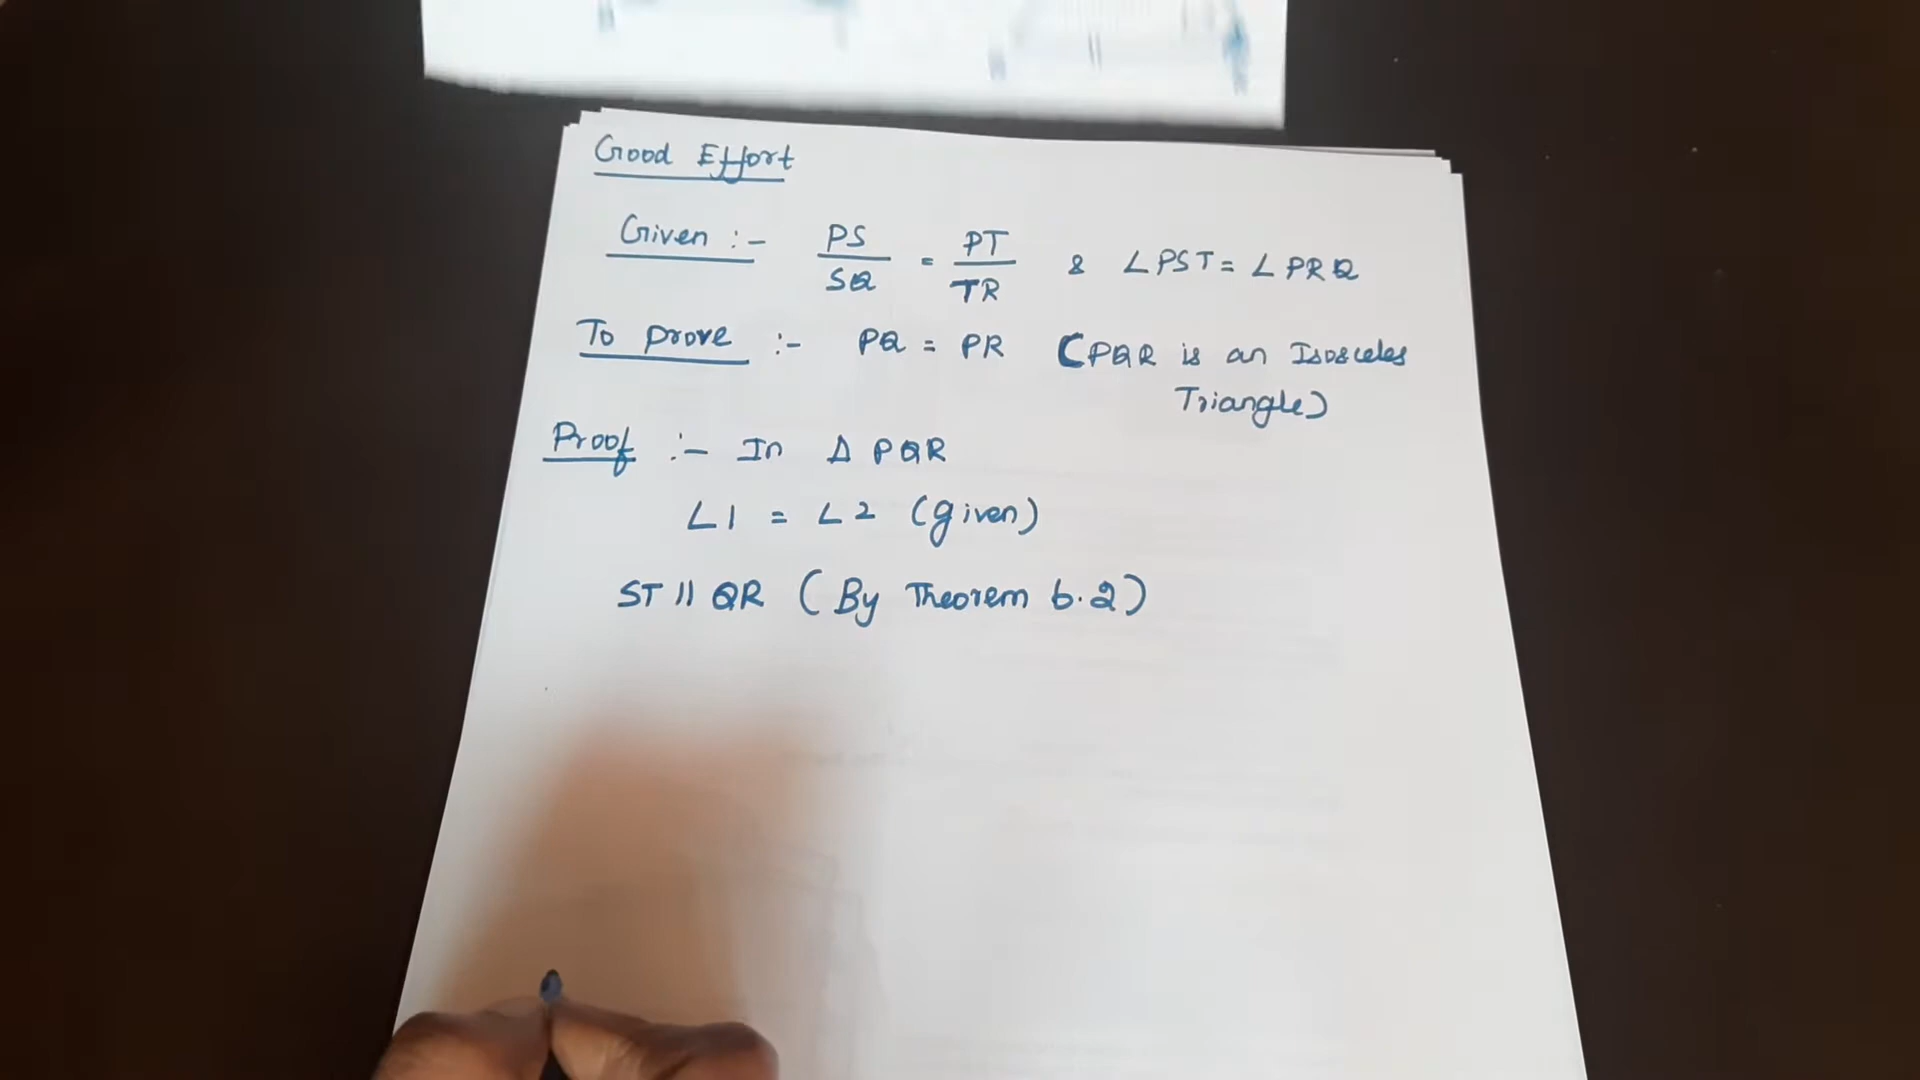 Good Effort
Given :- PS/SQ = PT/TR & ∠PST = ∠PRQ
To prove :- PQ = PR (PQR is an Isosceles
Triangle)
Proof :- In Δ PQR
∠1 = ∠2 (given)
ST || QR (By Theorem 6.2)